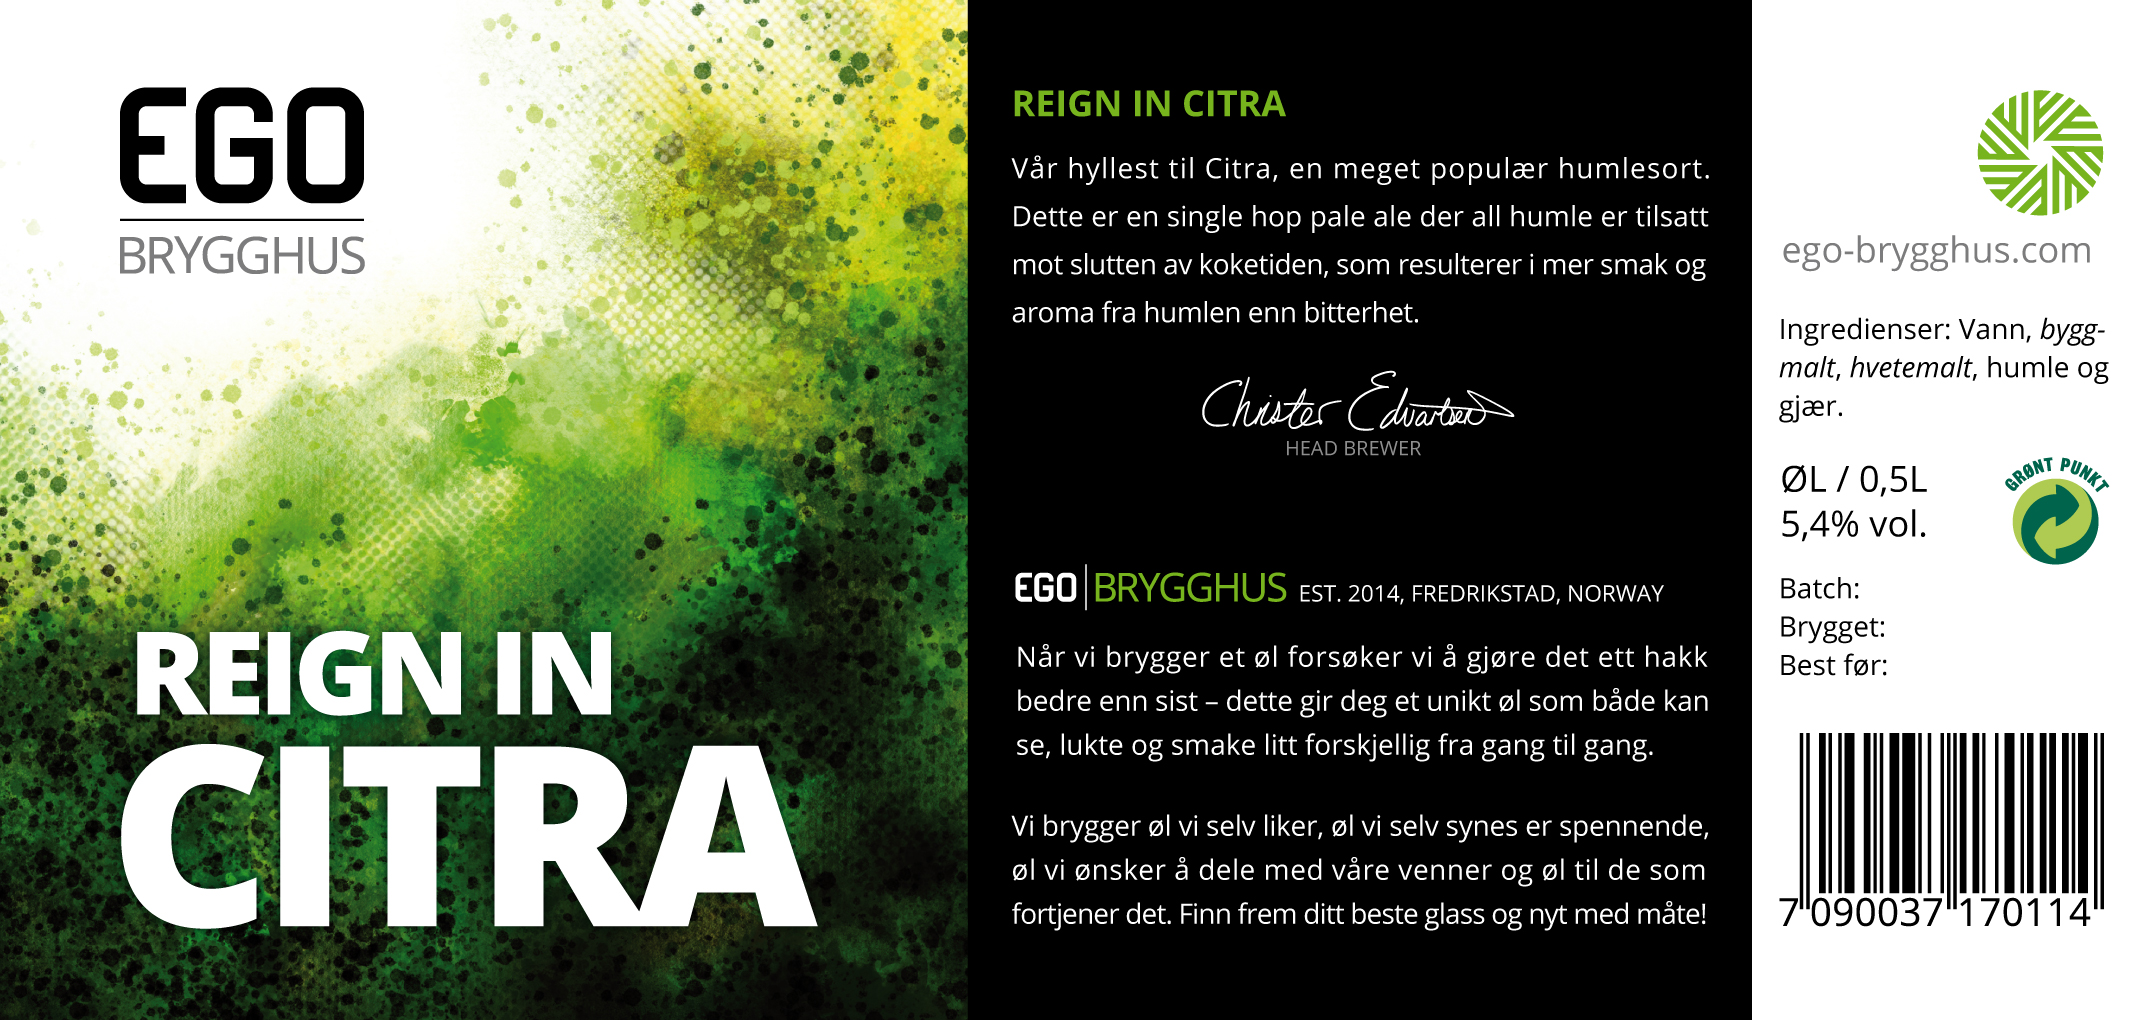 EGO
BRYGGHUS
REIGN IN
CITRA
REIGN IN CITRA
Vår hyllest til Citra, en meget populær humlesort.
Dette er en single hop pale ale der all humle er tilsatt
mot slutten av koketiden, som resulterer i mer smak og
aroma fra humlen enn bitterhet.
Christer Edvartsen
HEAD BREWER
EGO BRYGGHUS EST. 2014, FREDRIKSTAD, NORWAY
Når vi brygger et øl forsøker vi å gjøre det ett hakk
bedre enn sist – dette gir deg et unikt øl som både kan
se, lukte og smake litt forskjellig fra gang til gang.
Vi brygger øl vi selv liker, øl vi selv synes er spennende,
øl vi ønsker å dele med våre venner og øl til de som
fortjener det. Finn frem ditt beste glass og nyt med måte!
ego-brygghus.com
Ingredienser: Vann, bygg-
malt, hvetemalt, humle og
gjær.
ØL / 0,5L
5,4% vol.
GRØNT PUNKT
Batch:
Brygget:
Best før:
7 090037 170114